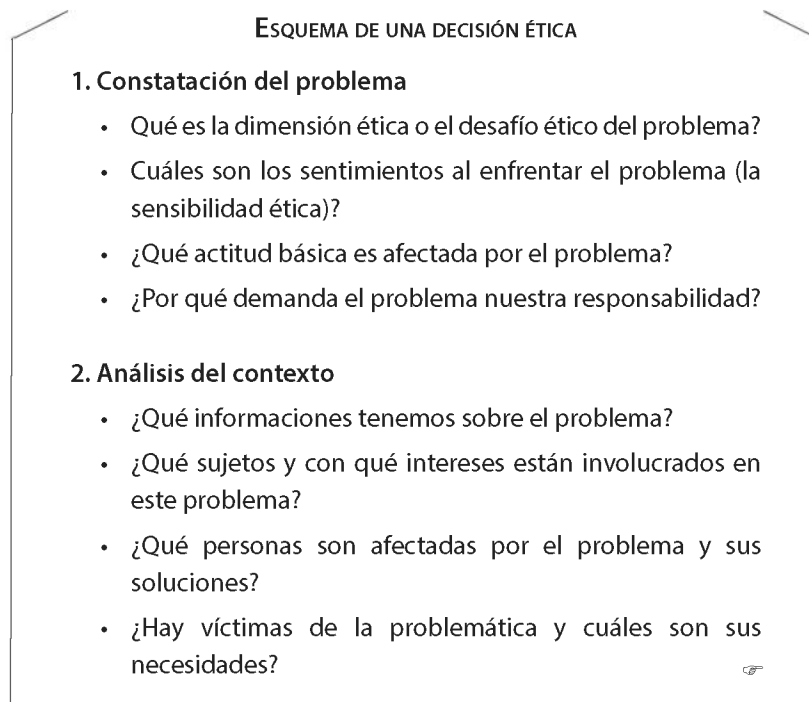 ESQUEMA DE UNA DECISIÓN ÉTICA
1. Constatación del problema
• Qué es la dimensión ética o el desafío ético del problema?
• Cuáles son los sentimientos al enfrentar el problema (la
sensibilidad ética)?
• ¿Qué actitud básica es afectada por el problema?
• ¿Por qué demanda el problema nuestra responsabilidad?
2. Análisis del contexto
• ¿Qué informaciones tenemos sobre el problema?
• ¿Qué sujetos y con qué intereses están involucrados en
este problema?
• ¿Qué personas son afectadas por el problema y sus
soluciones?
• ¿Hay víctimas de la problemática y cuáles son sus
necesidades? ☞